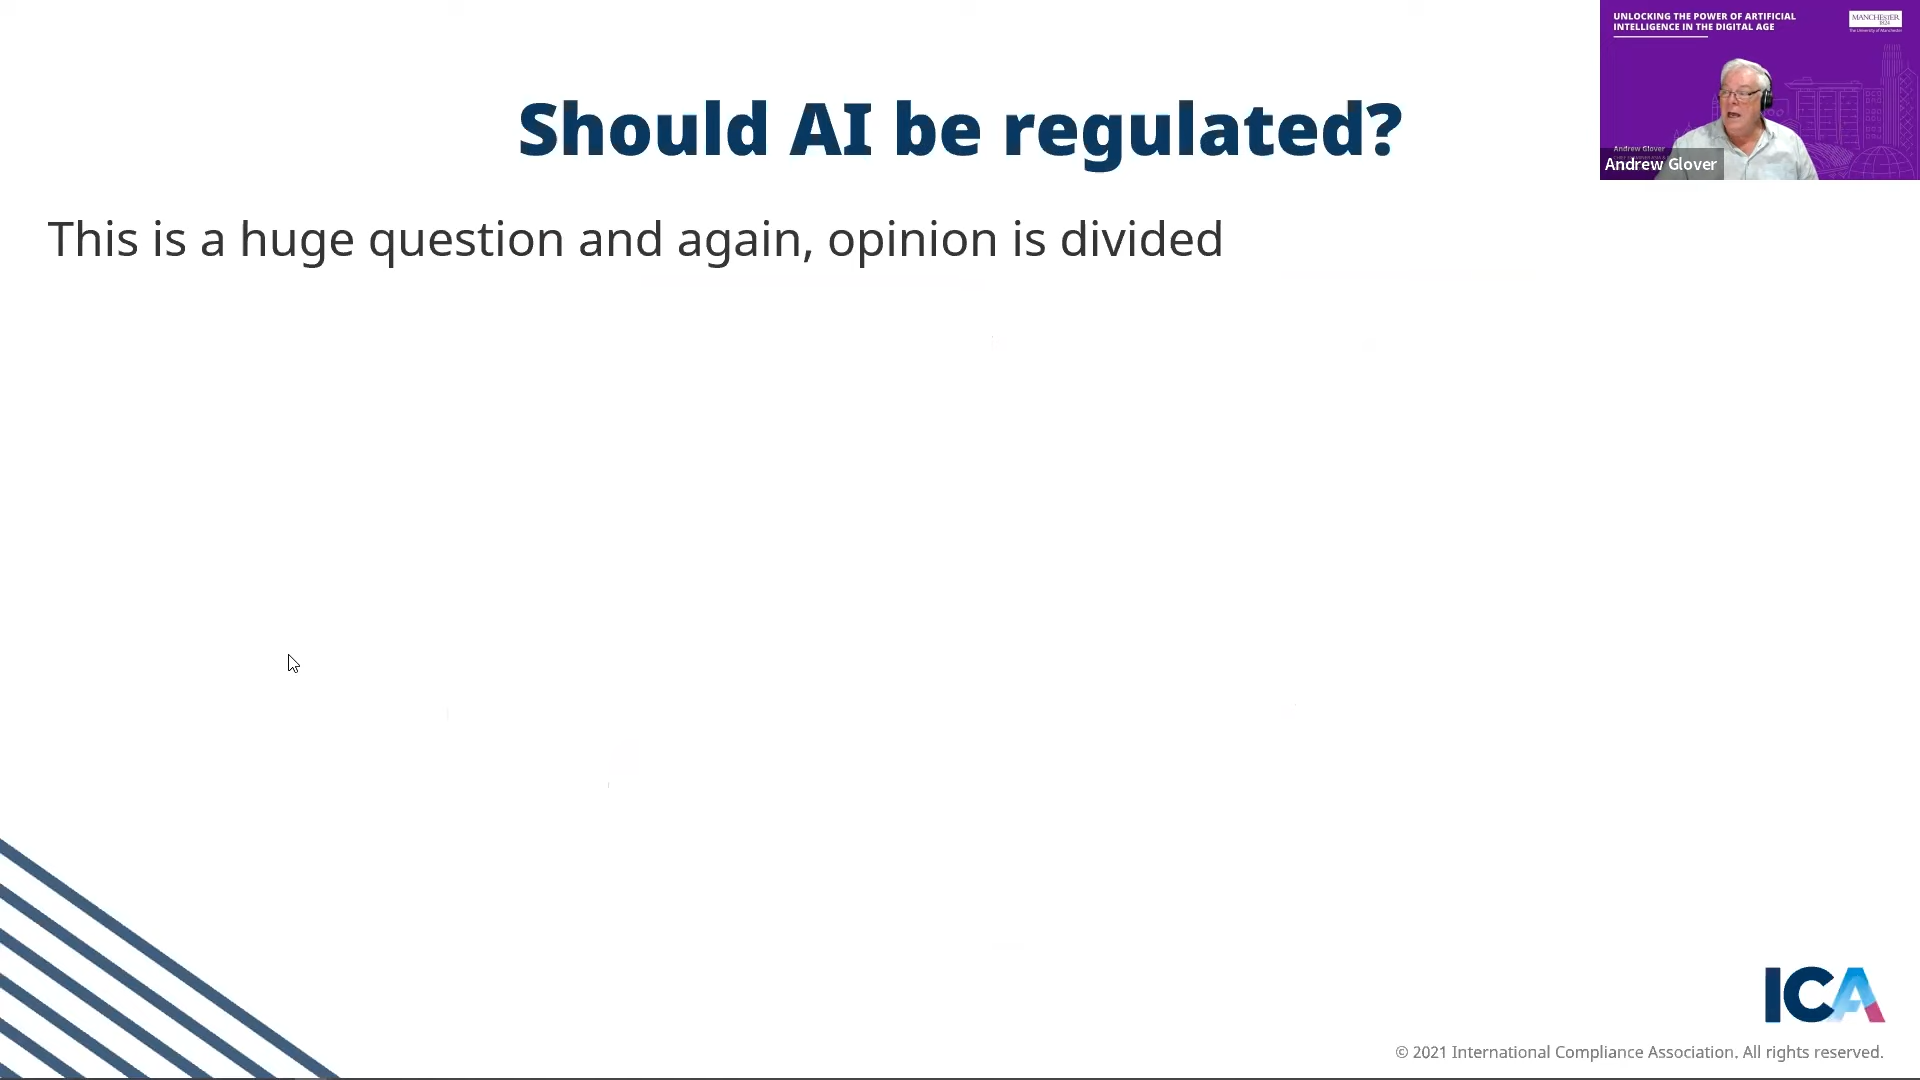 UNLOCKING THE POWER OF ARTIFICIAL
INTELLIGENCE IN THE DIGITAL AGE
MANCHESTER
1824
The University of Manchester
Andrew Glover
Andrew Glover
Should AI be regulated?
This is a huge question and again, opinion is divided
ICA
© 2021 International Compliance Association. All rights reserved.